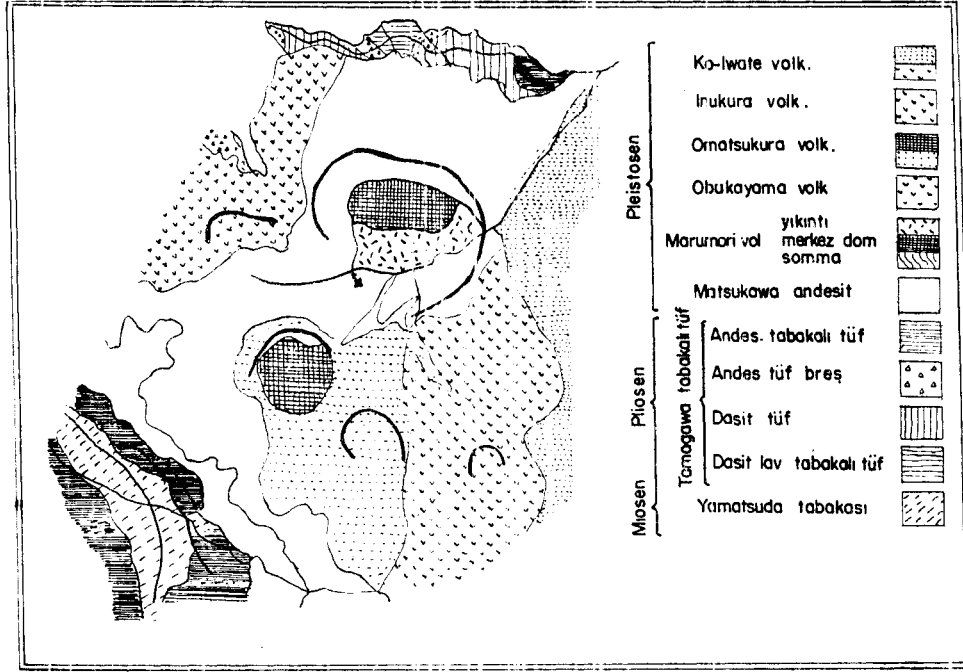 Pleistosen
Ko-Iwate volk.
Irukura volk.
Omatsukura volk.
Obukayama volk
Marumori vol
yıkıntı
merkez dom
somma
Matsukawa andesit
Pliosen
Tamagawa tabakalı tüf
Andes. tabakalı tüf
Andes tüf breş
Dasit tüf
Dasit lav tabakalı tüf
Miosen
Yamatsuda tabakası